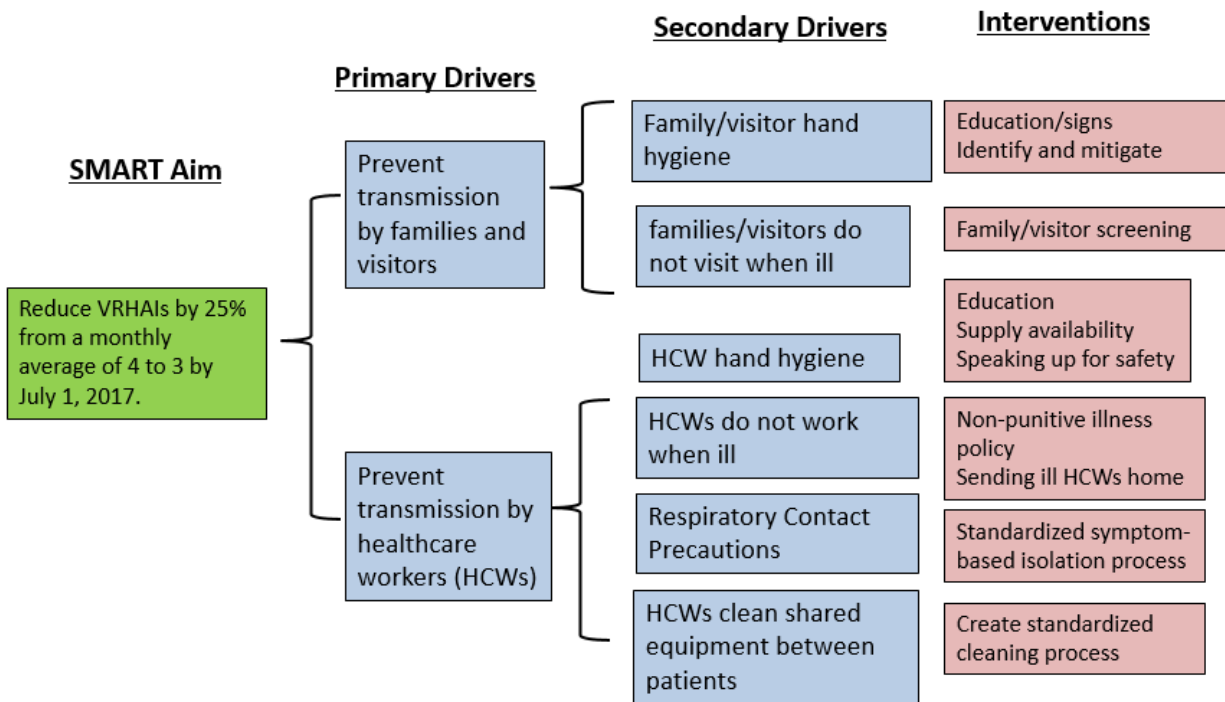 SMART Aim
Reduce VRHAIs by 25%
from a monthly
average of 4 to 3 by
July 1, 2017.
Primary Drivers
Prevent
transmission
by families and
visitors
Prevent
transmission by
healthcare
workers (HCWs)
Secondary Drivers
Family/visitor hand
hygiene
families/visitors do
not visit when ill
HCW hand hygiene
HCWs do not work
when ill
Respiratory Contact
Precautions
HCWs clean shared
equipment between
patients
Interventions
Education/signs
Identify and mitigate
Family/visitor screening
Education
Supply availability
Speaking up for safety
Non-punitive illness
policy
Sending ill HCWs home
Standardized symptom-
based isolation process
Create standardized
cleaning process